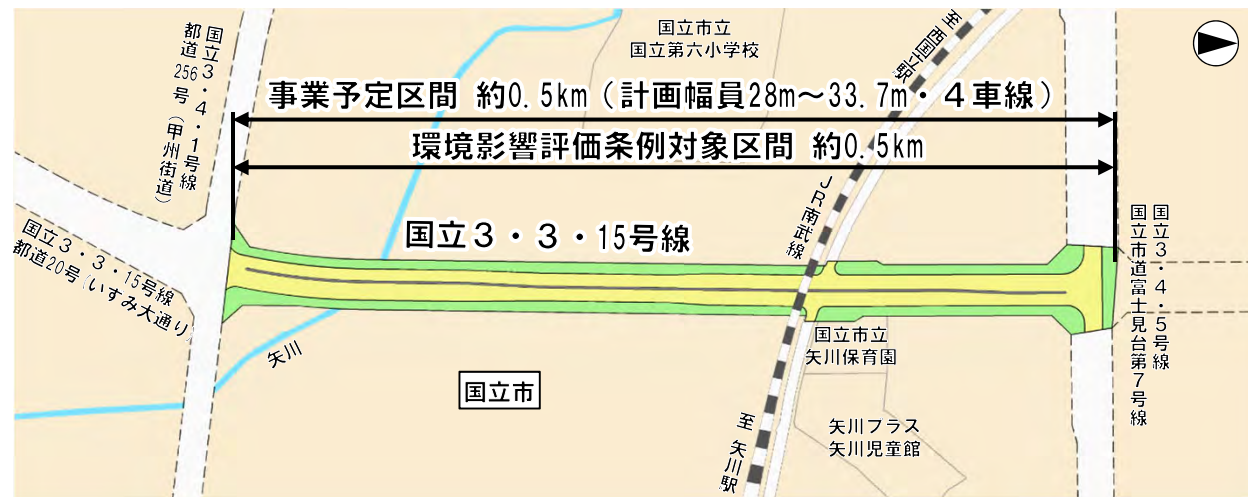 国立市立
国立第六小学校
至西国立駅
国立３・４・１号線
都道256号（甲州街道）
事業予定区間 約0.5km（計画幅員28m～33.7m・４車線）
環境影響評価条例対象区間 約0.5km
ＪＲ南武線
国立３・３・15号線
国立３・３・15号線
都道20号（いずみ大通り）
国立３・４・５号線
国立市道富士見台第７号線
矢川
国立市立
矢川保育園
国立市
矢川プラス
矢川児童館
至 矢川駅